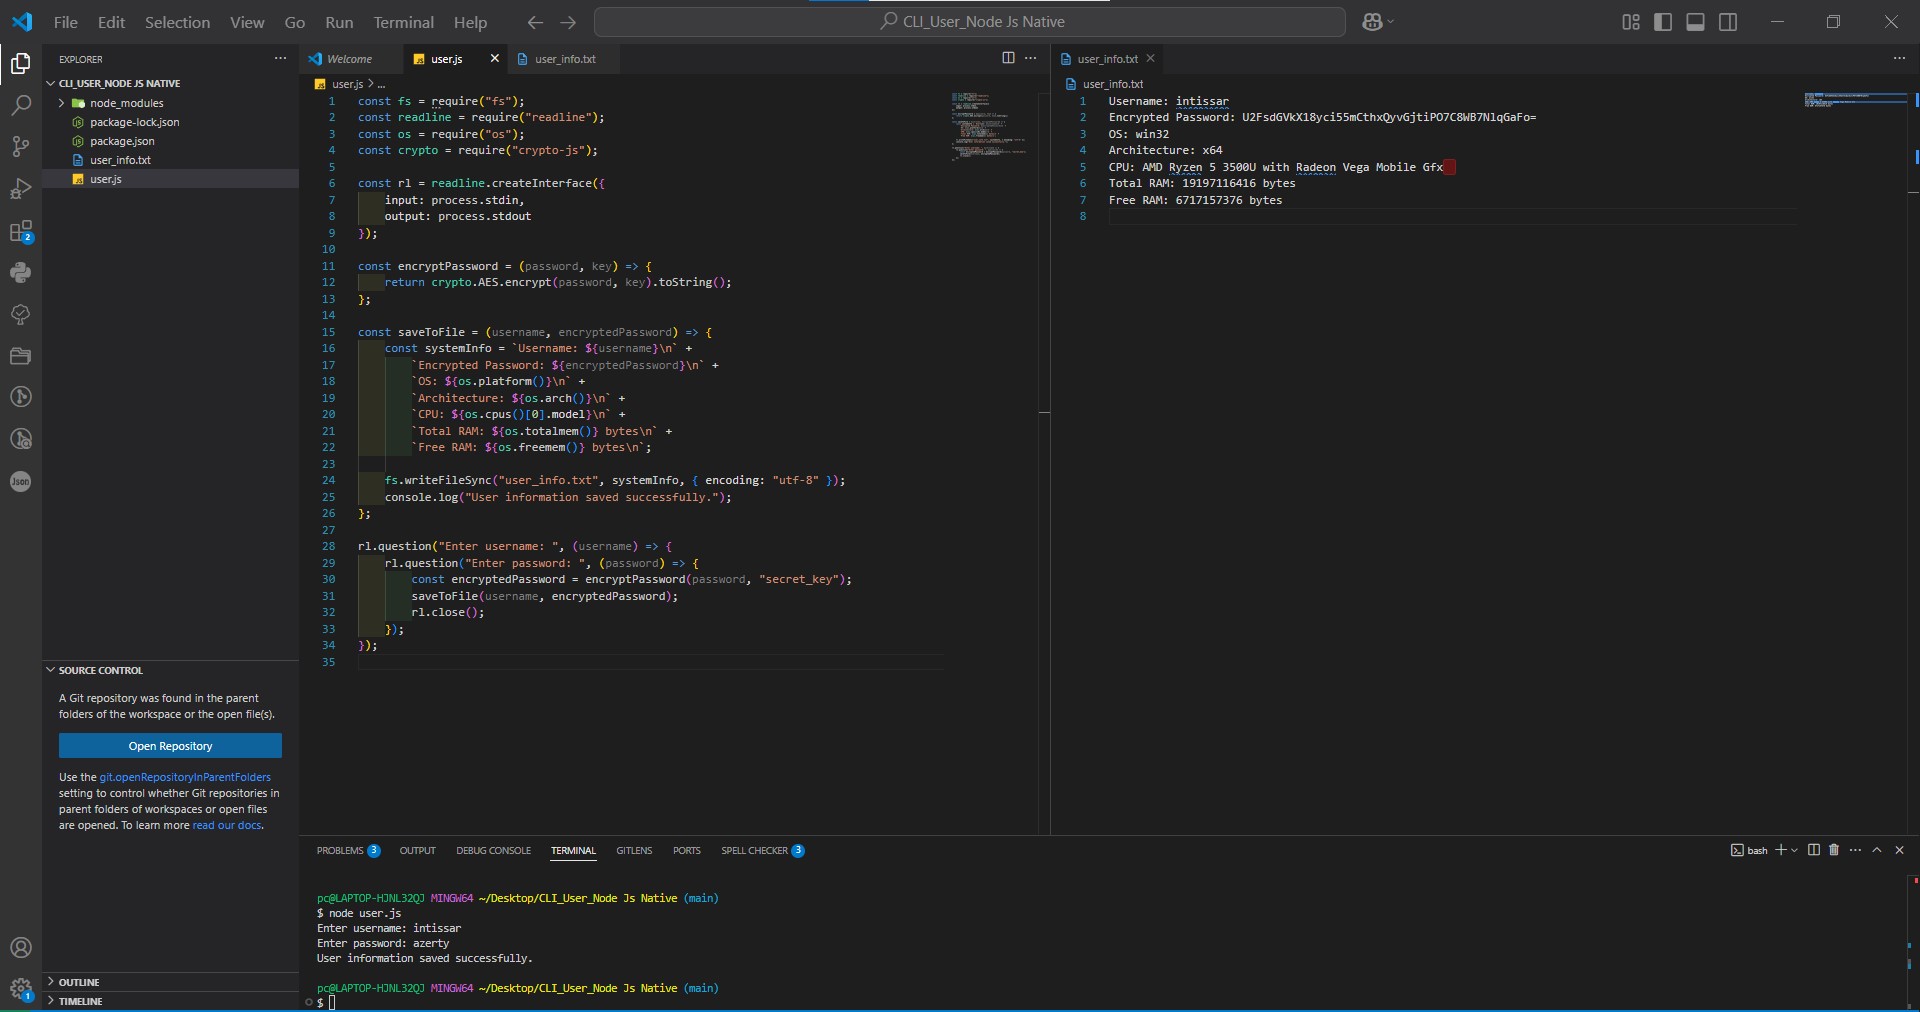 File Edit Selection View Go Run Terminal Help
CLI_User_Node Js Native
EXPLORER
CLI_USER_NODE JS NATIVE
node_modules
package-lock.json
package.json
user_info.txt
user.js
2
Json
SOURCE CONTROL
A Git repository was found in the parent
folders of the workspace or the open file(s).
Open Repository
Use the git.openRepositoryInParentFolders
setting to control whether Git repositories in
parent folders of workspaces or open files
are opened. To learn more read our docs.
OUTLINE
TIMELINE
1
Welcome user.js user_info.txt
user.js > ...
1 const fs = require("fs");
2 const readline = require("readline");
3 const os = require("os");
4 const crypto = require("crypto-js");
5
6 const rl = readline.createInterface({
7 input: process.stdin,
8 output: process.stdout
9 });
10
11 const encryptPassword = (password, key) => {
12 return crypto.AES.encrypt(password, key).toString();
13 };
14
15 const saveToFile = (username, encryptedPassword) => {
16 const systemInfo = `Username: ${username}\n` +
17 `Encrypted Password: ${encryptedPassword}\n` +
18 `OS: ${os.platform()}\n` +
19 `Architecture: ${os.arch()}\n` +
20 `CPU: ${os.cpus()[0].model}\n` +
21 `Total RAM: ${os.totalmem()} bytes\n` +
22 `Free RAM: ${os.freemem()} bytes\n`;
23
24 fs.writeFileSync("user_info.txt", systemInfo, { encoding: "utf-8" });
25 console.log("User information saved successfully.");
26 };
27
28 rl.question("Enter username: ", (username) => {
29 rl.question("Enter password: ", (password) => {
30 const encryptedPassword = encryptPassword(password, "secret_key");
31 saveToFile(username, encryptedPassword);
32 rl.close();
33 });
34 });
35
user_info.txt
user_info.txt
1 Username: intissar
2 Encrypted Password: U2FsdGVkX18yci55mCthxQyvGjtiPO7C8WB7NlqGaFo=
3 OS: win32
4 Architecture: x64
5 CPU: AMD Ryzen 5 3500U with Radeon Vega Mobile Gfx
6 Total RAM: 19197116416 bytes
7 Free RAM: 6717157376 bytes
8
PROBLEMS 3 OUTPUT DEBUG CONSOLE TERMINAL GITLENS PORTS SPELL CHECKER 3
bash
pc@LAPTOP-HJNL32QJ MINGW64 ~/Desktop/CLI_User_Node Js Native (main)
$ node user.js
Enter username: intissar
Enter password: azerty
User information saved successfully.
pc@LAPTOP-HJNL32QJ MINGW64 ~/Desktop/CLI_User_Node Js Native (main)
$